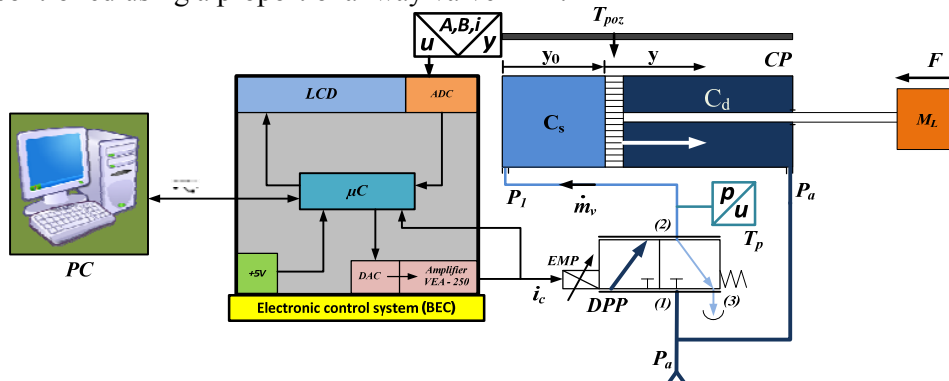 A,B,i
u y
T_poz
y₀ y CP
LCD ADC
C_s C_d F
M_L
μC
PC
P_1 ṁ_v P_a
p
u
T_p
(2)
+5V DAC Amplifier
VEA - 250
EMP
i_c DPP (1) (3)
Electronic control system (BEC)
P_a